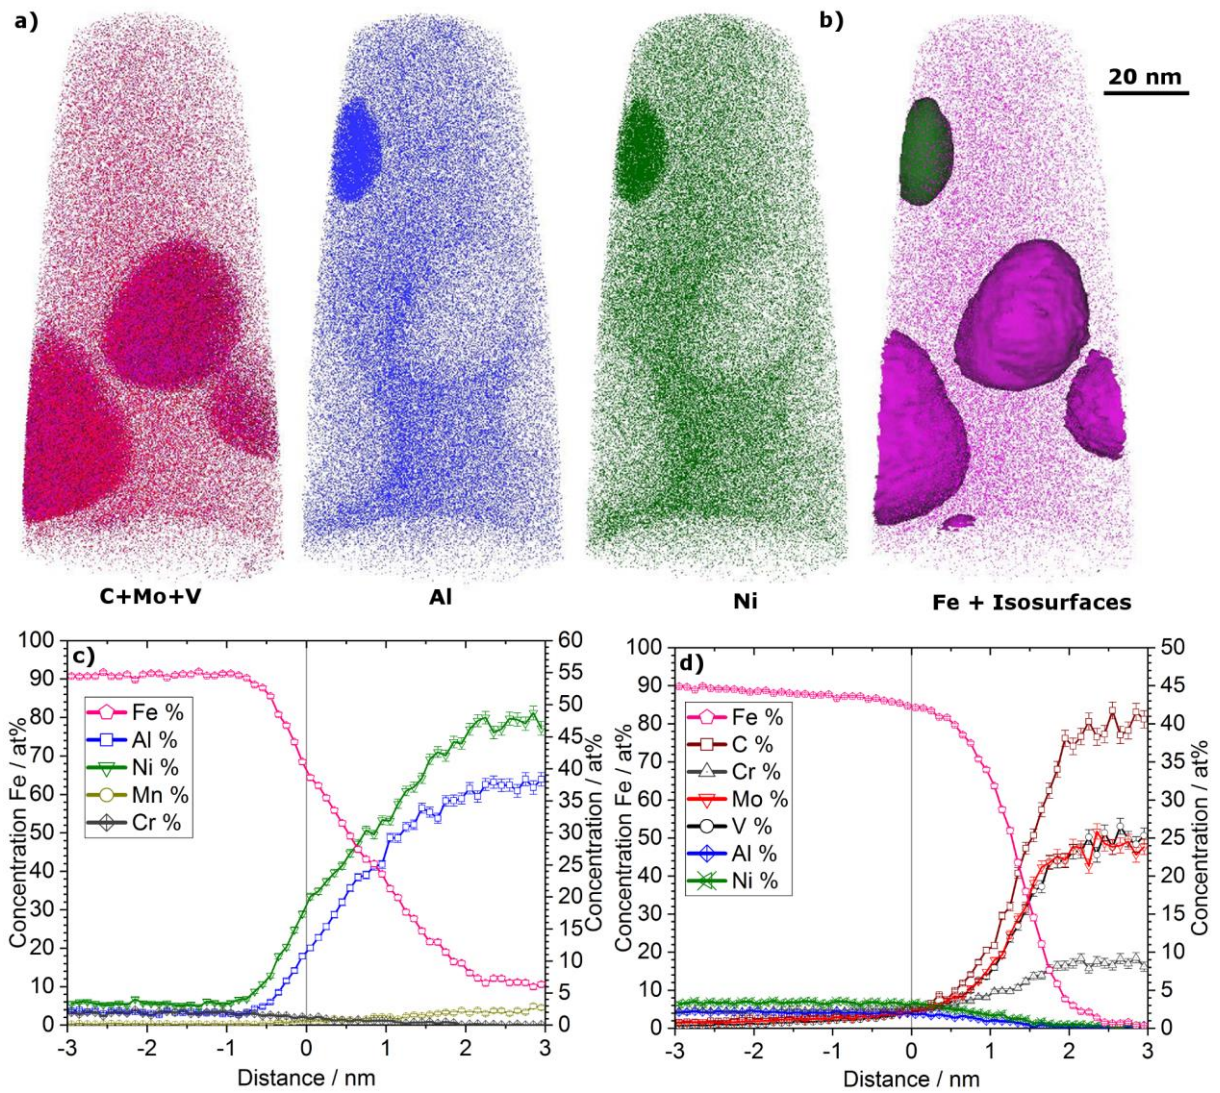 a)
b)
20 nm
C+Mo+V
Al
Ni
Fe + Isosurfaces
c)
100
90
80
70
60
50
40
30
20
10
0
Concentration Fe / at%
Fe %
Al %
Ni %
Mn %
Cr %
60
55
50
45
40
35
30
25
20
15
10
5
0
Concentration / at%
-3 -2 -1 0 1 2 3
Distance / nm
d)
100
90
80
70
60
50
40
30
20
10
0
Concentration Fe / at%
Fe %
C %
Cr %
Mo %
V %
Al %
Ni %
50
45
40
35
30
25
20
15
10
5
0
Concentration / at%
-3 -2 -1 0 1 2 3
Distance / nm